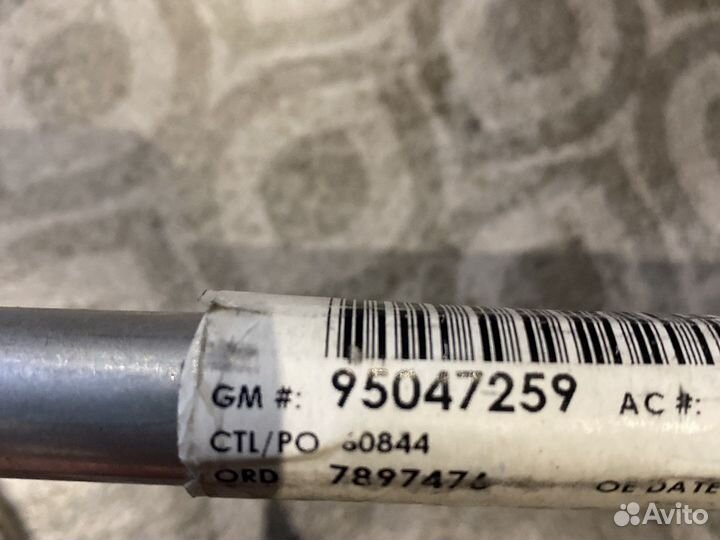 GM #: 95047259 AC #:
CTL/PO 60844
ORD 7897476
OE DATE
Avito